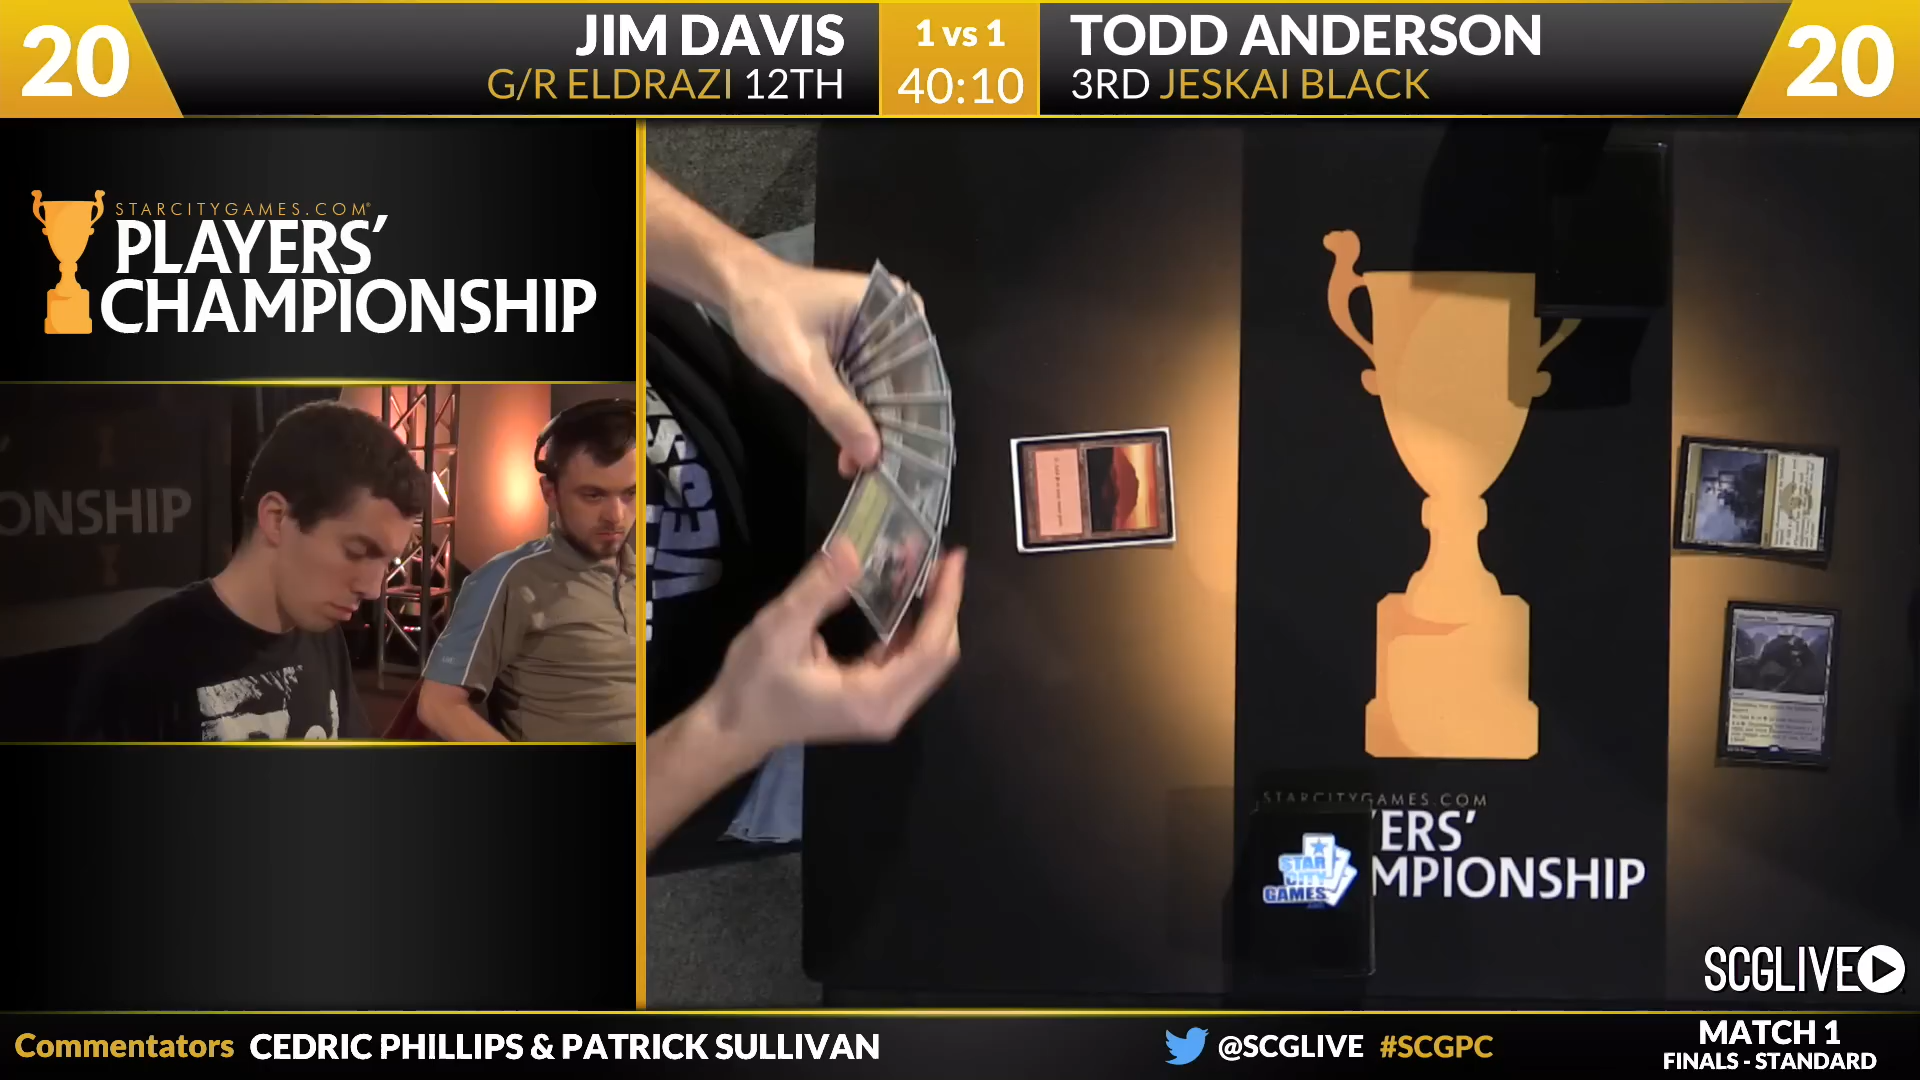 20
JIM DAVIS
G/R ELDRAZI 12TH
1 vs 1
40:10
TODD ANDERSON
3RD JESKAI BLACK
20
STARCITYGAMES.COM®
PLAYERS'
CHAMPIONSHIP
ONSHIP
STARCITYGAMES.COM
YERS'
MPIONSHIP
STAR
CITY
GAMES
SCGLIVE
Commentators CEDRIC PHILLIPS & PATRICK SULLIVAN
@SCGLIVE #SCGPC
MATCH 1
FINALS - STANDARD